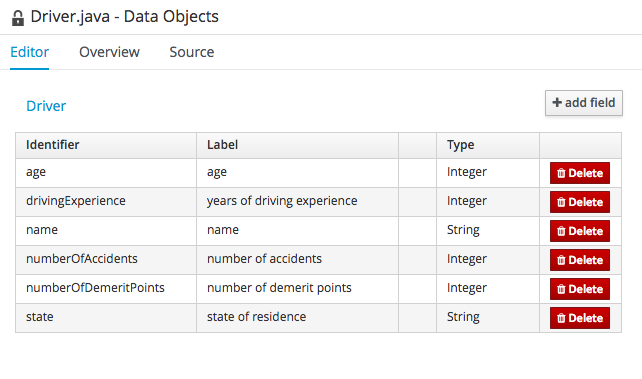 Driver.java - Data Objects
Editor Overview Source
Driver + add field
Identifier Label Type
age age Integer Delete
drivingExperience years of driving experience Integer Delete
name name String Delete
numberOfAccidents number of accidents Integer Delete
numberOfDemeritPoints number of demerit points Integer Delete
state state of residence String Delete